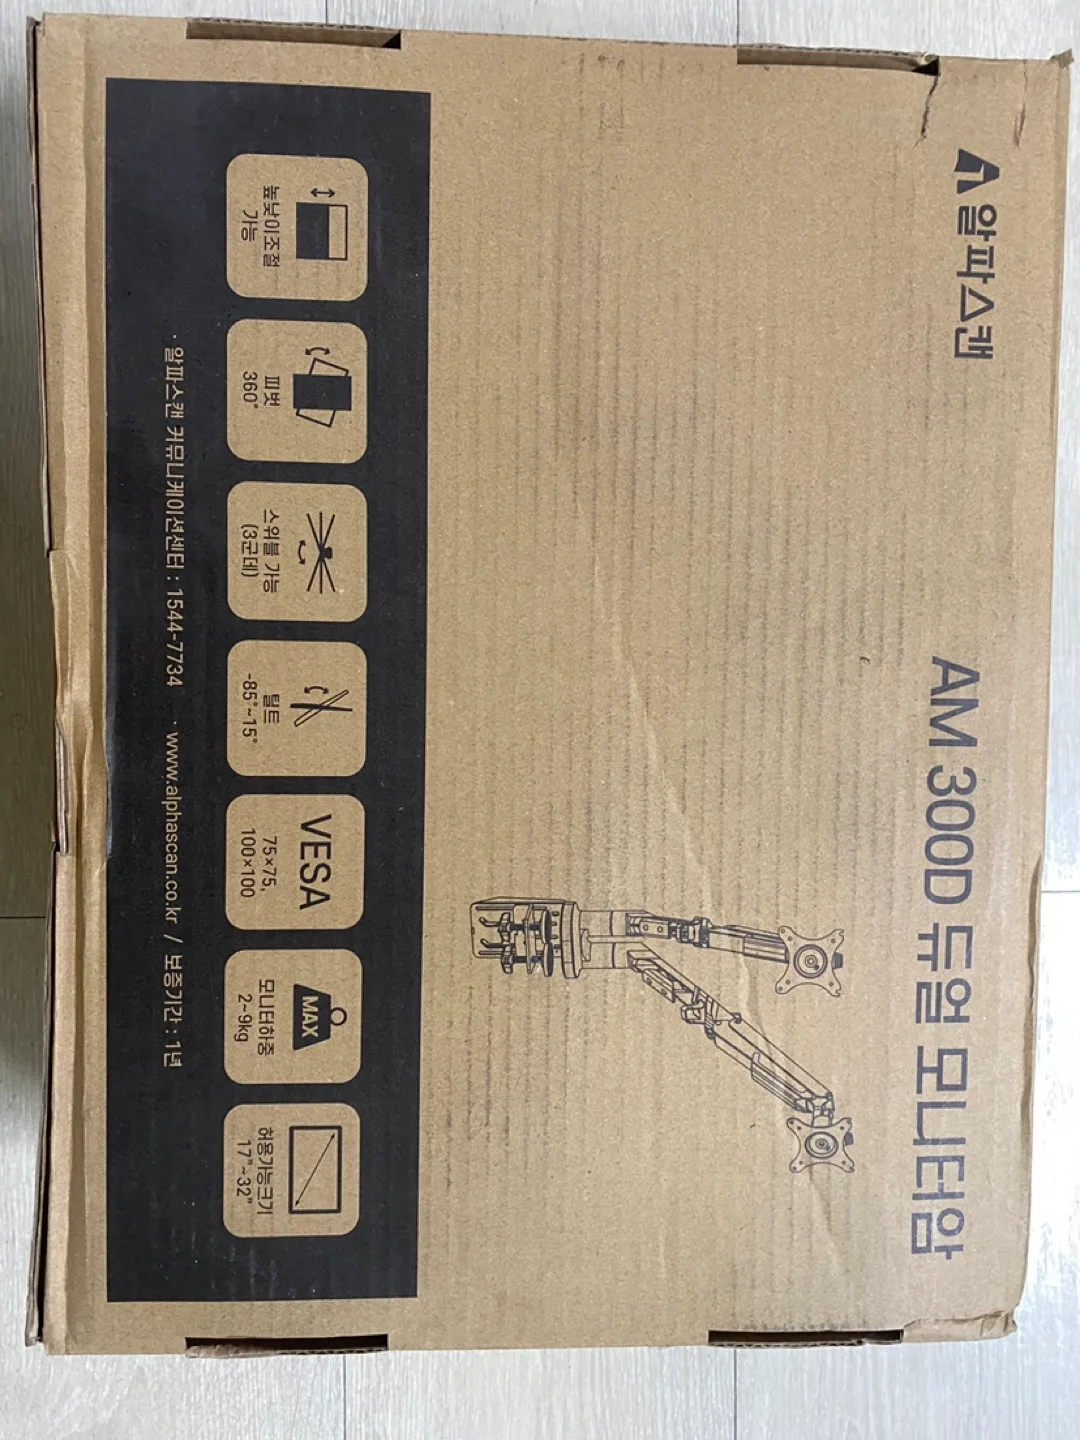 알파스캔
AM 300D 듀얼 모니터암
높낮이조절
가능
피벗
360°
스위블 가능
(3군데)
틸트
-85°~15°
VESA
75×75,
100×100
MAX
모니터하중
2~9kg
허용가능크기
17"~32"
· 알파스캔 커뮤니케이션센터 : 1544-7734 · www.alphascan.co.kr / 보증기간 : 1년